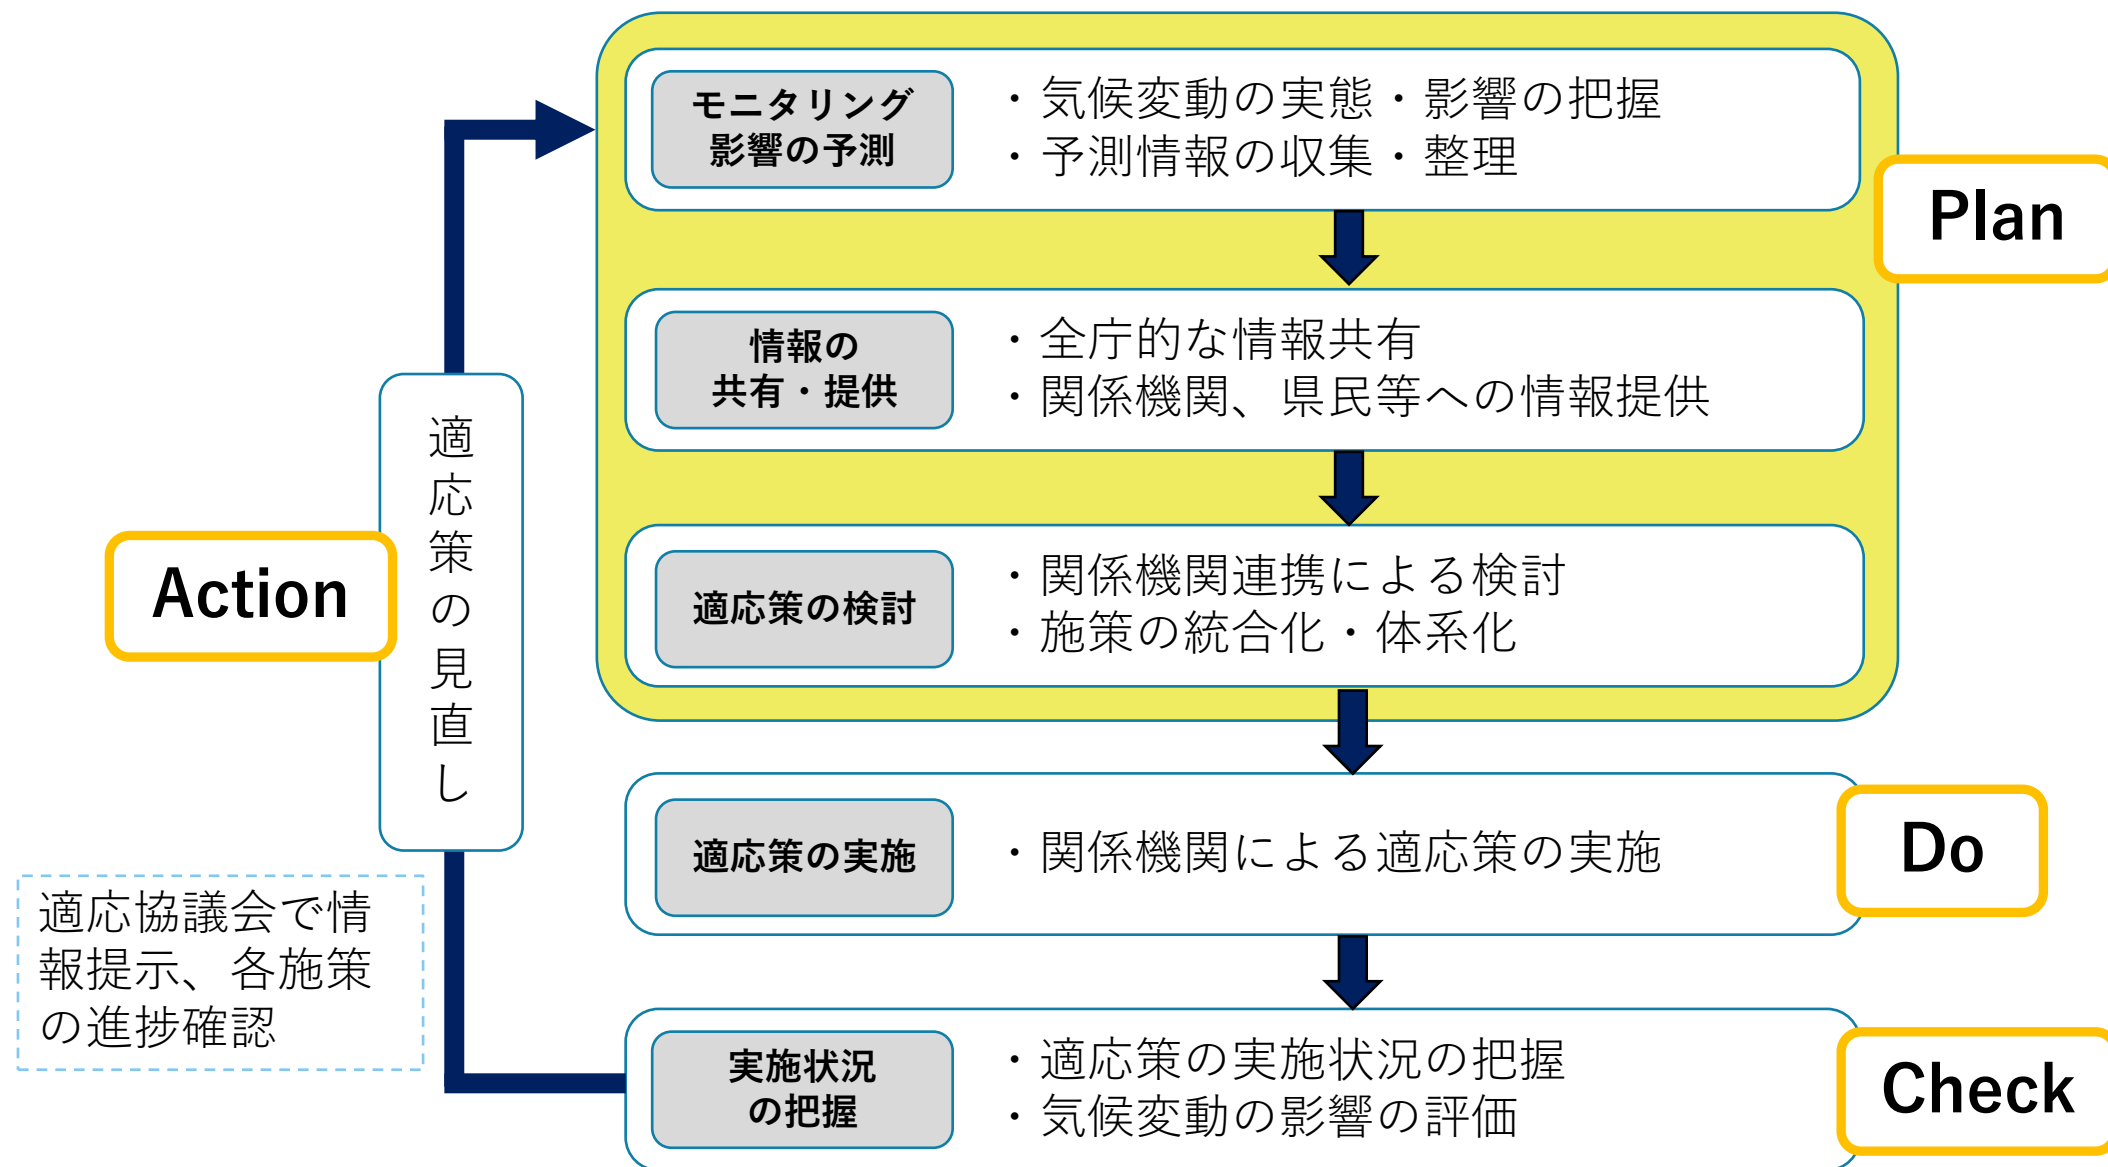 モニタリング
影響の予測
・気候変動の実態・影響の把握
・予測情報の収集・整理
Plan
情報の
共有・提供
・全庁的な情報共有
・関係機関、県民等への情報提供
適応策の検討
・関係機関連携による検討
・施策の統合化・体系化
適応策の実施
・関係機関による適応策の実施
Do
実施状況
の把握
・適応策の実施状況の把握
・気候変動の影響の評価
Check
適応策の見直し
Action
適応協議会で情
報提示、各施策
の進捗確認